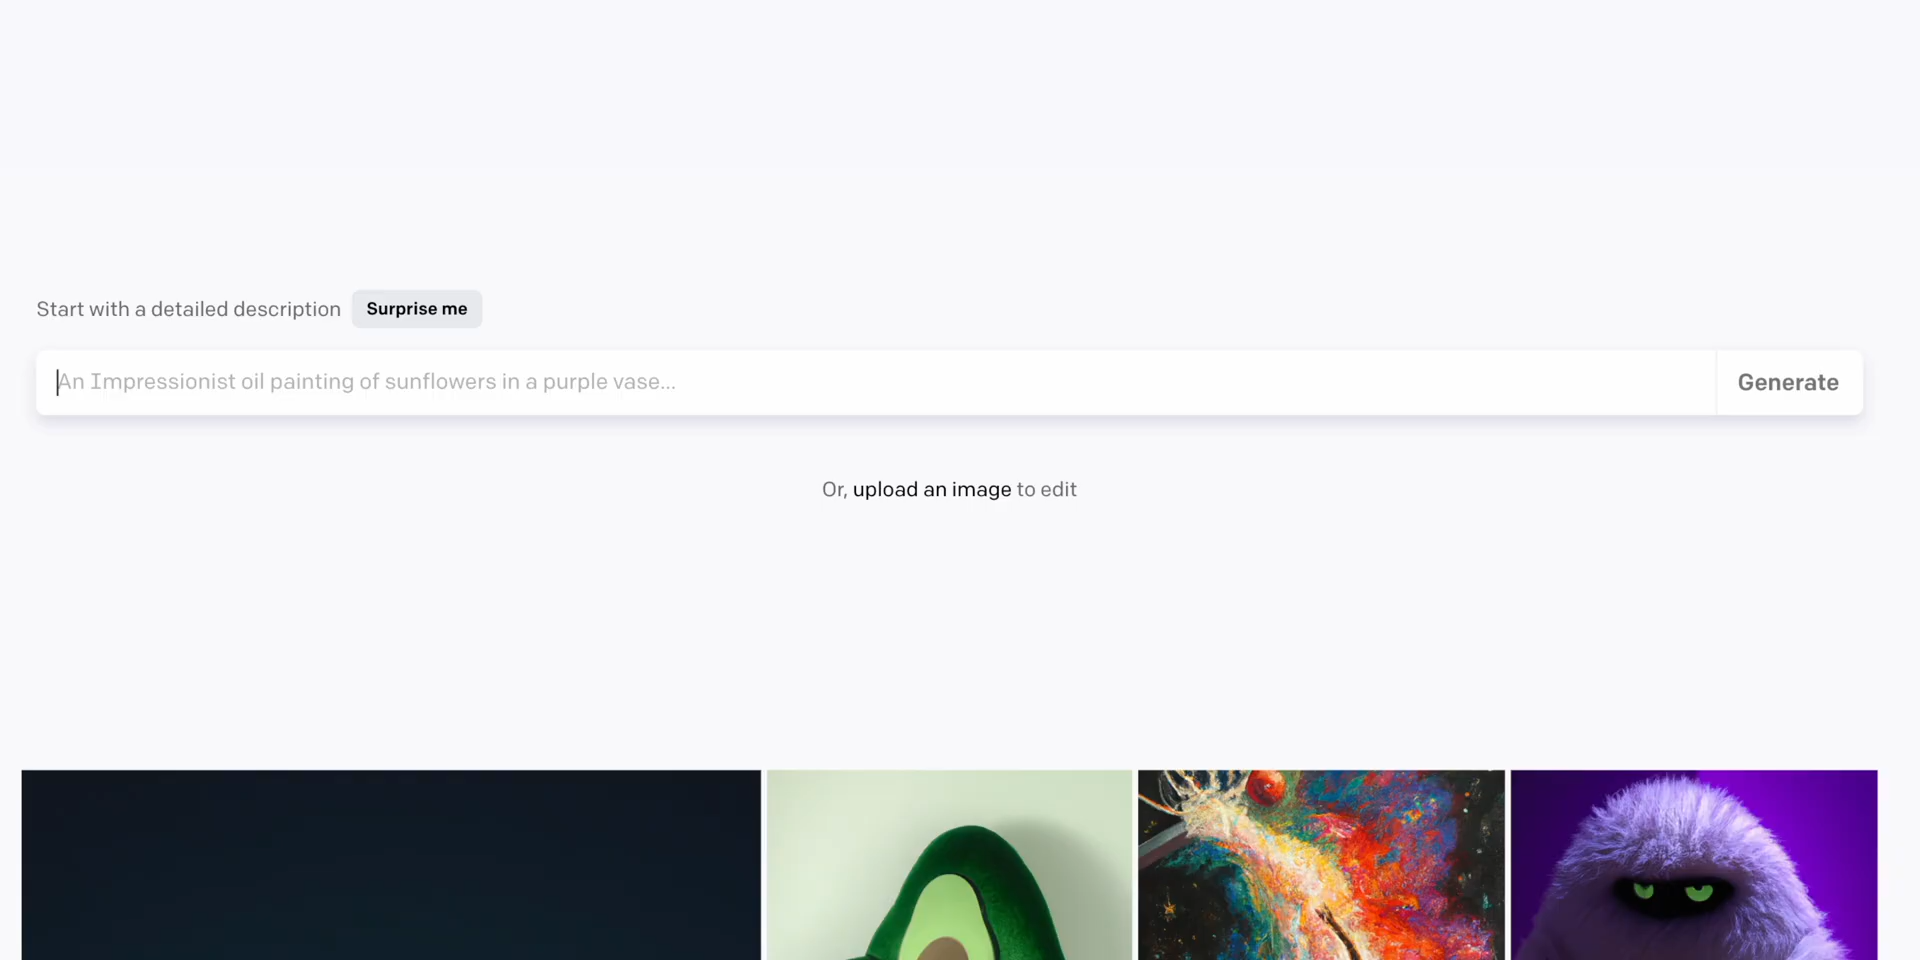 Start with a detailed description Surprise me
An Impressionist oil painting of sunflowers in a purple vase... Generate
Or, upload an image to edit